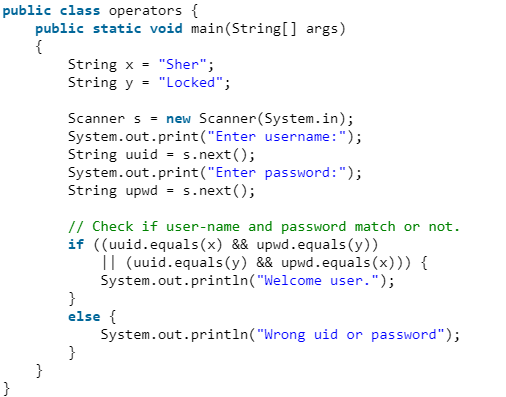 public class operators {
    public static void main(String[] args)
    {
        String x = "Sher";
        String y = "Locked";

        Scanner s = new Scanner(System.in);
        System.out.print("Enter username:");
        String uuid = s.next();
        System.out.print("Enter password:");
        String upwd = s.next();

        // Check if user-name and password match or not.
        if ((uuid.equals(x) && upwd.equals(y))
            || (uuid.equals(y) && upwd.equals(x))) {
            System.out.println("Welcome user.");
        }
        else {
            System.out.println("Wrong uid or password");
        }
    }
}